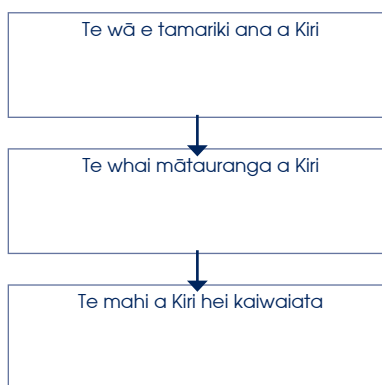 Te wā e tamariki ana a Kiri
Te whai mātauranga a Kiri
Te mahi a Kiri hei kaiwaiata